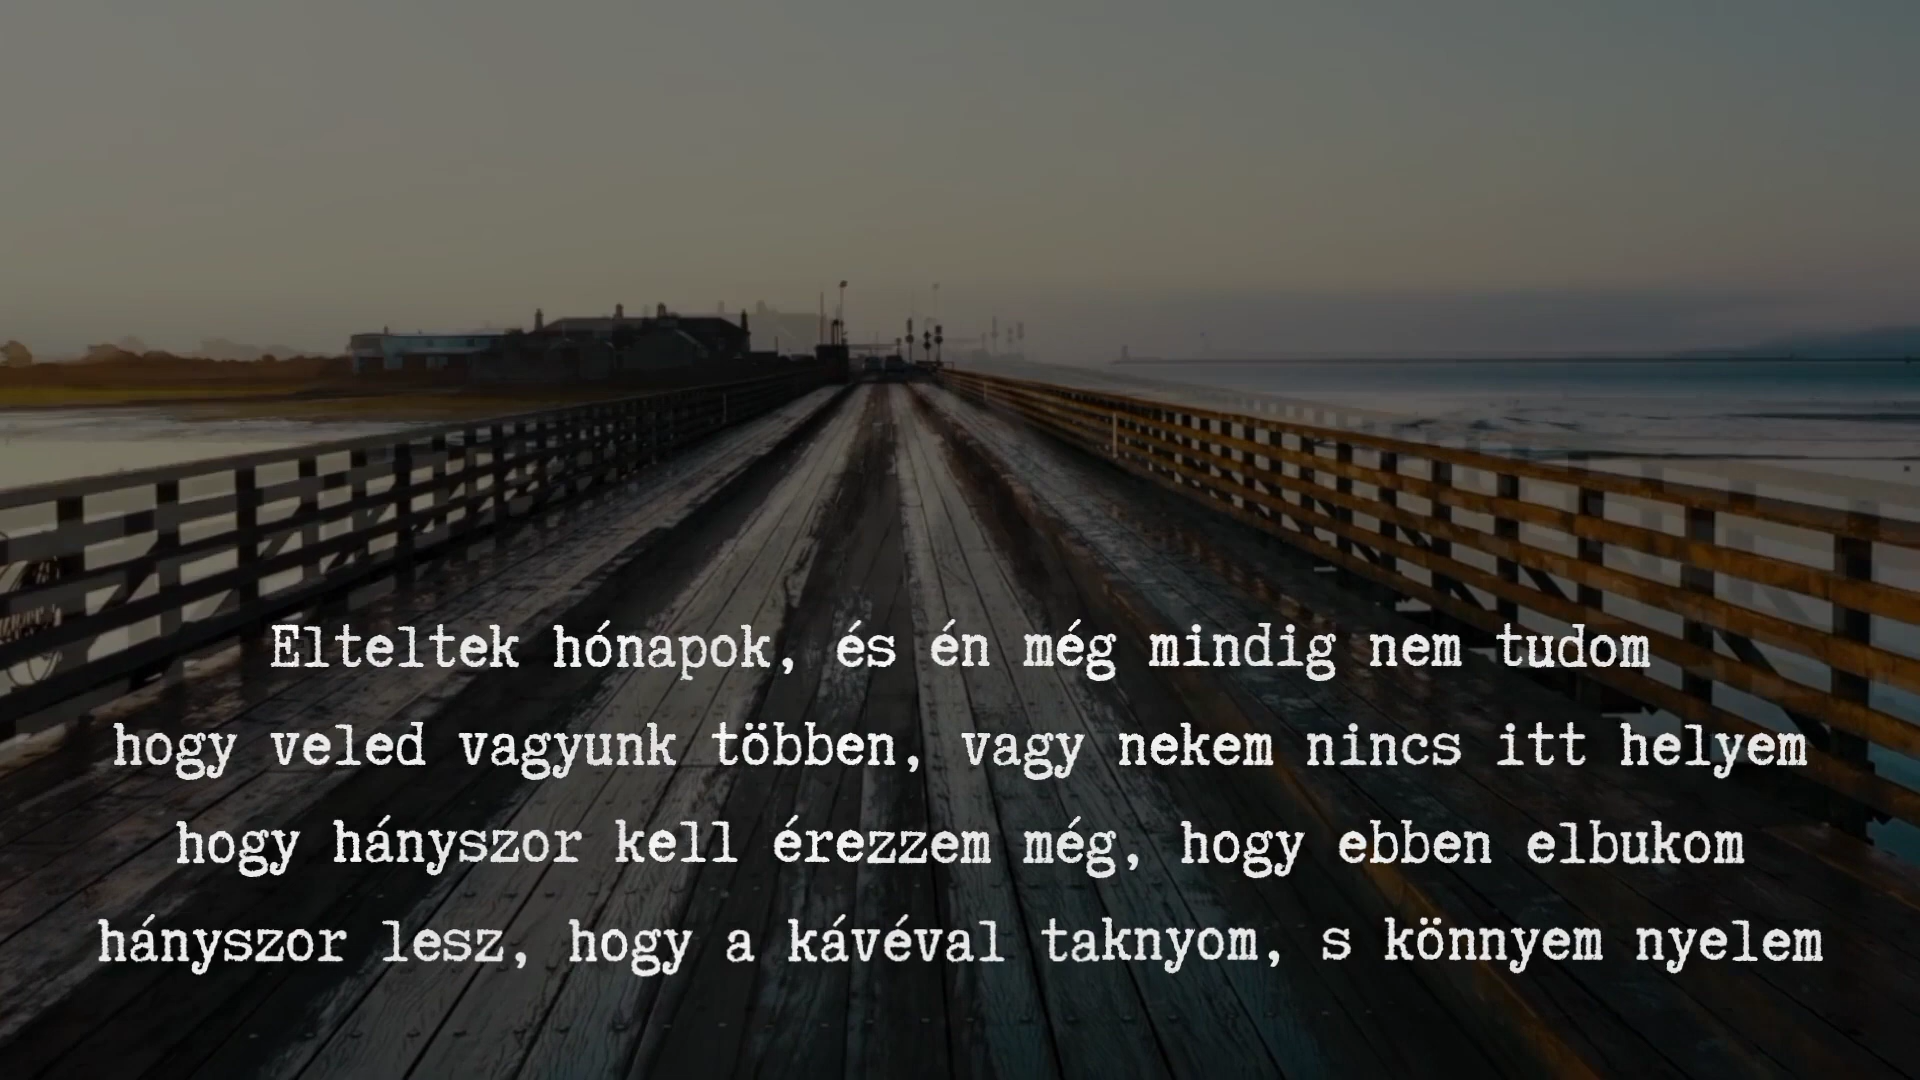 Elteltek hónapok, és én még mindig nem tudom
hogy veled vagyunk többen, vagy nekem nincs itt helyem
hogy hányszor kell érezzem még, hogy ebben elbukom
hányszor lesz, hogy a kávéval taknyom, s könnyem nyelem